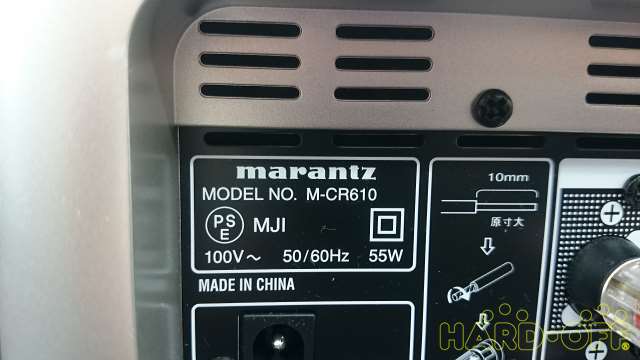 marantz
MODEL NO. M-CR610
PS
E
MJI
100V～ 50/60Hz 55W
MADE IN CHINA
10mm
原寸大
HARD-OFF